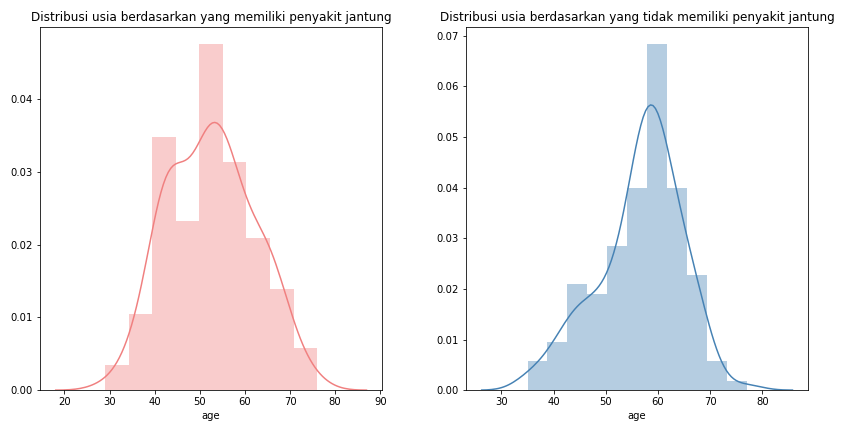 Distribusi usia berdasarkan yang memiliki penyakit jantung
0.04
0.03
0.02
0.01
0.00
20 30 40 50 60 70 80 90
age
Distribusi usia berdasarkan yang tidak memiliki penyakit jantung
0.07
0.06
0.05
0.04
0.03
0.02
0.01
0.00
30 40 50 60 70 80
age